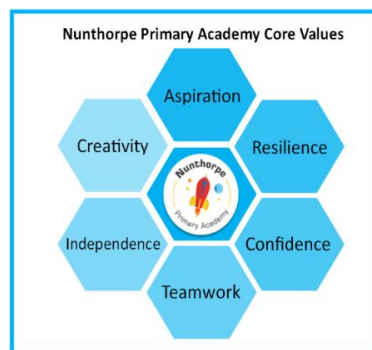 Nunthorpe Primary Academy Core Values
Aspiration
Creativity
Resilience
Nunthorpe
Primary Academy
Independence
Confidence
Teamwork